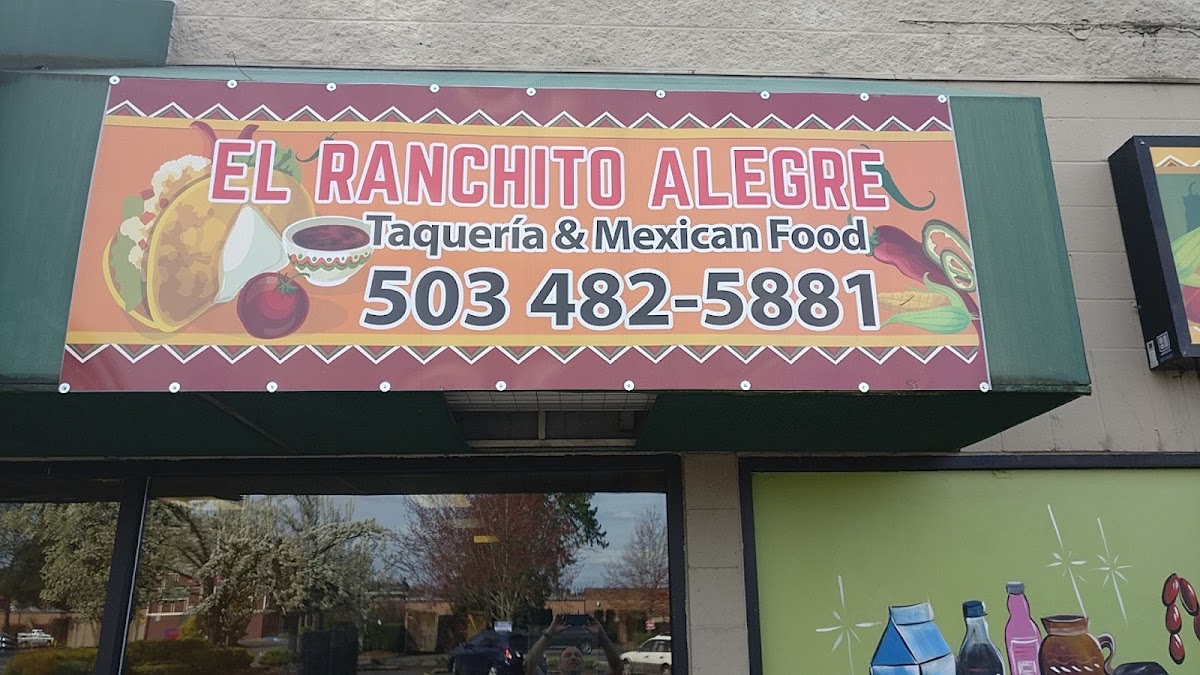 EL RANCHITO ALEGRE
Taquería & Mexican Food
503 482-5881